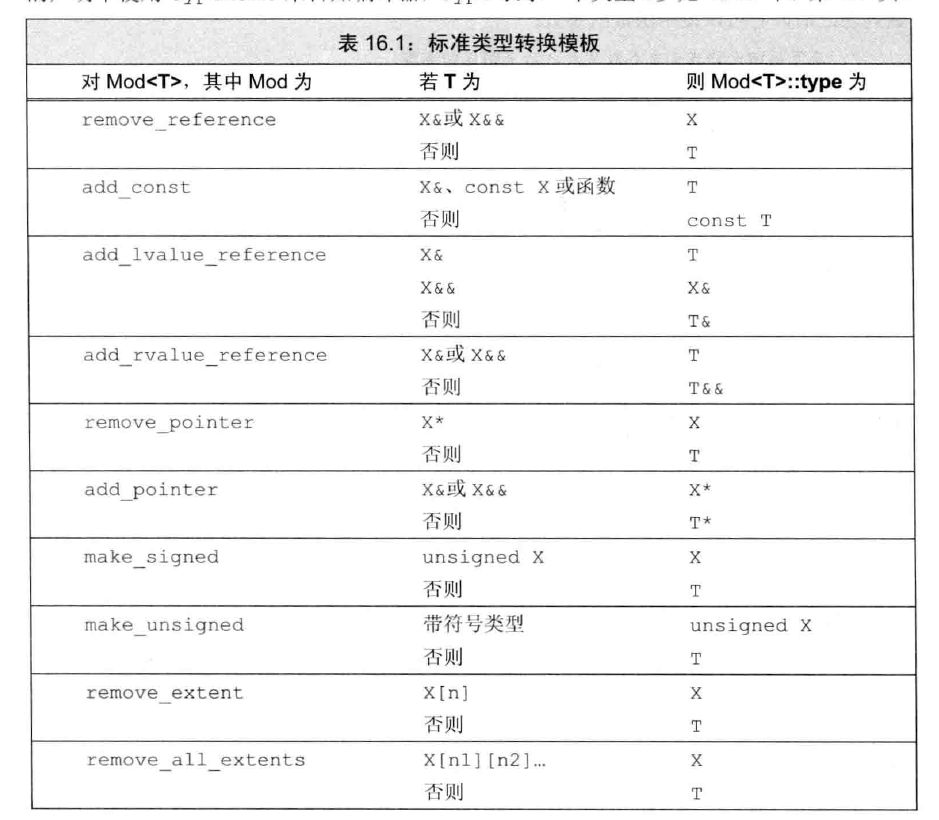 表 16.1：标准类型转换模板
对 Mod<T>，其中 Mod 为 若 T 为 则 Mod<T>::type 为
remove_reference X&或 X&& X
否则 T
add_const X&、const X 或函数 T
否则 const T
add_lvalue_reference X& T
X&& X&
否则 T&
add_rvalue_reference X&或 X&& T
否则 T&&
remove_pointer X* X
否则 T
add_pointer X&或 X&& X*
否则 T*
make_signed unsigned X X
否则 T
make_unsigned 带符号类型 unsigned X
否则 T
remove_extent X[n] X
否则 T
remove_all_extents X[n1][n2]… X
否则 T